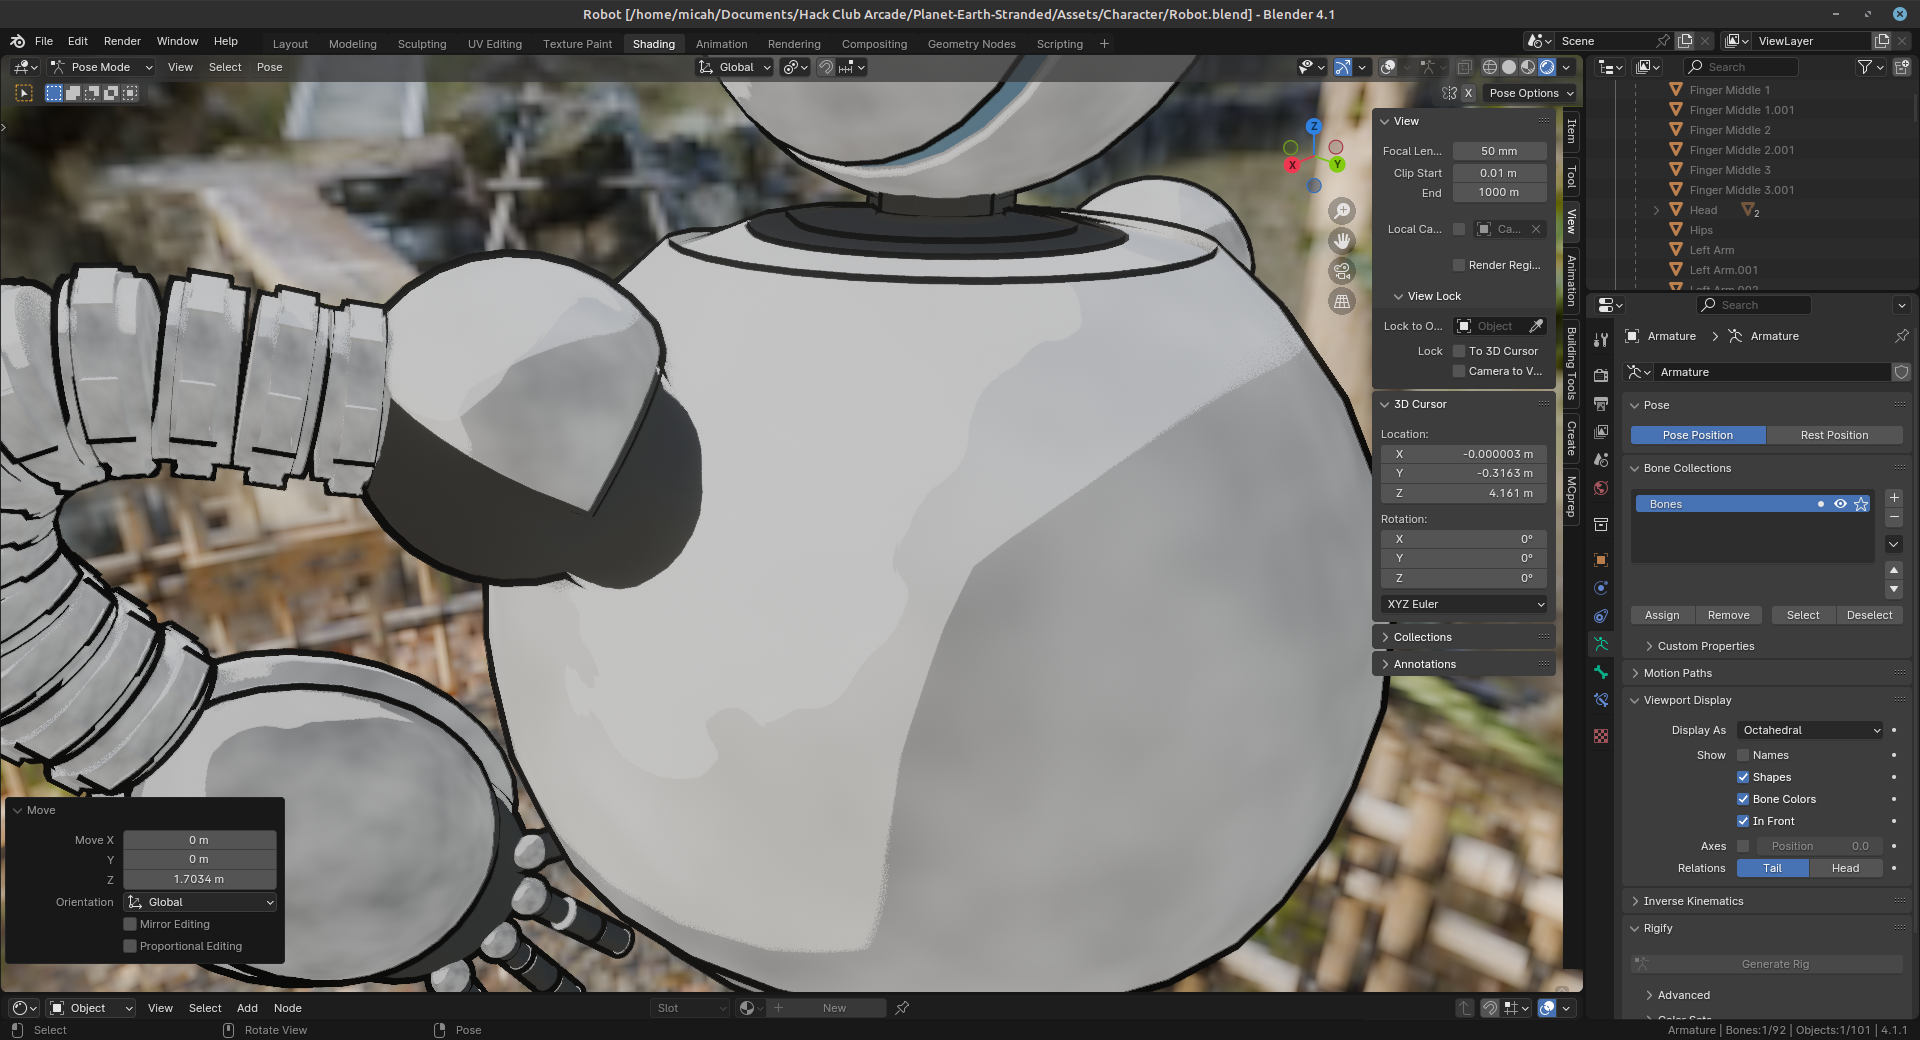 Robot [/home/micah/Documents/Hack Club Arcade/Planet-Earth-Stranded/Assets/Character/Robot.blend] - Blender 4.1
File Edit Render Window Help Layout Modeling Sculpting UV Editing Texture Paint Shading Animation Rendering Compositing Geometry Nodes Scripting + Scene ViewLayer
Pose Mode View Select Pose Global Search
X Pose Options
Finger Middle 1
Finger Middle 1.001
Finger Middle 2
Finger Middle 2.001
Finger Middle 3
Finger Middle 3.001
Head 2
Hips
Left Arm
Left Arm.001
Left Arm.002
Z
X
Y
View
Focal Len... 50 mm
Clip Start 0.01 m
End 1000 m
Local Ca... Ca...
Render Regi...
View Lock
Lock to O... Object
Lock To 3D Cursor
Camera to V...
3D Cursor
Location:
X -0.000003 m
Y -0.3163 m
Z 4.161 m
Rotation:
X 0°
Y 0°
Z 0°
XYZ Euler
Collections
Annotations
Item
Tool
View
Animation
Building Tools
Create
MCprep
Search
Armature > Armature
Armature
Pose
Pose Position Rest Position
Bone Collections
Bones
Assign Remove Select Deselect
Custom Properties
Motion Paths
Viewport Display
Display As Octahedral
Show Names
Shapes
Bone Colors
In Front
Axes Position 0.0
Relations Tail Head
Inverse Kinematics
Rigify
Generate Rig
Advanced
Color Sets
Move
Move X 0 m
Y 0 m
Z 1.7034 m
Orientation Global
Mirror Editing
Proportional Editing
Object View Select Add Node Slot New
Select Rotate View Pose Armature | Bones:1/92 | Objects:1/101 | 4.1.1